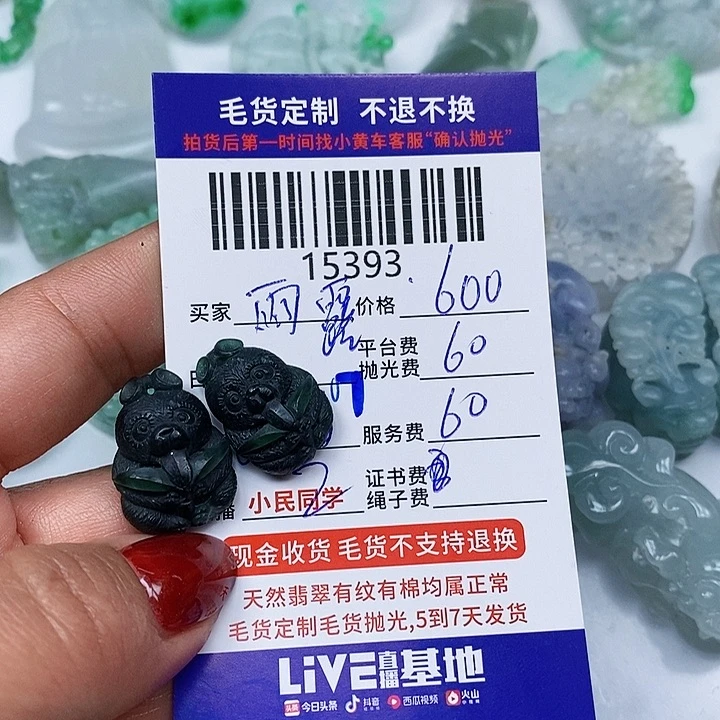 毛货定制 不退不换
拍货后第一时间找小黄车客服“确认抛光”
15393
买家 价格 600
平台费
抛光费 60
服务费 60
证书费
绳子费
播 小民同学 2
现金收货 毛货不支持退换
天然翡翠有纹有棉均属正常
毛货定制毛货抛光,5到7天发货
LiVE直播基地
头条 今日头条 抖音 西瓜视频 火山